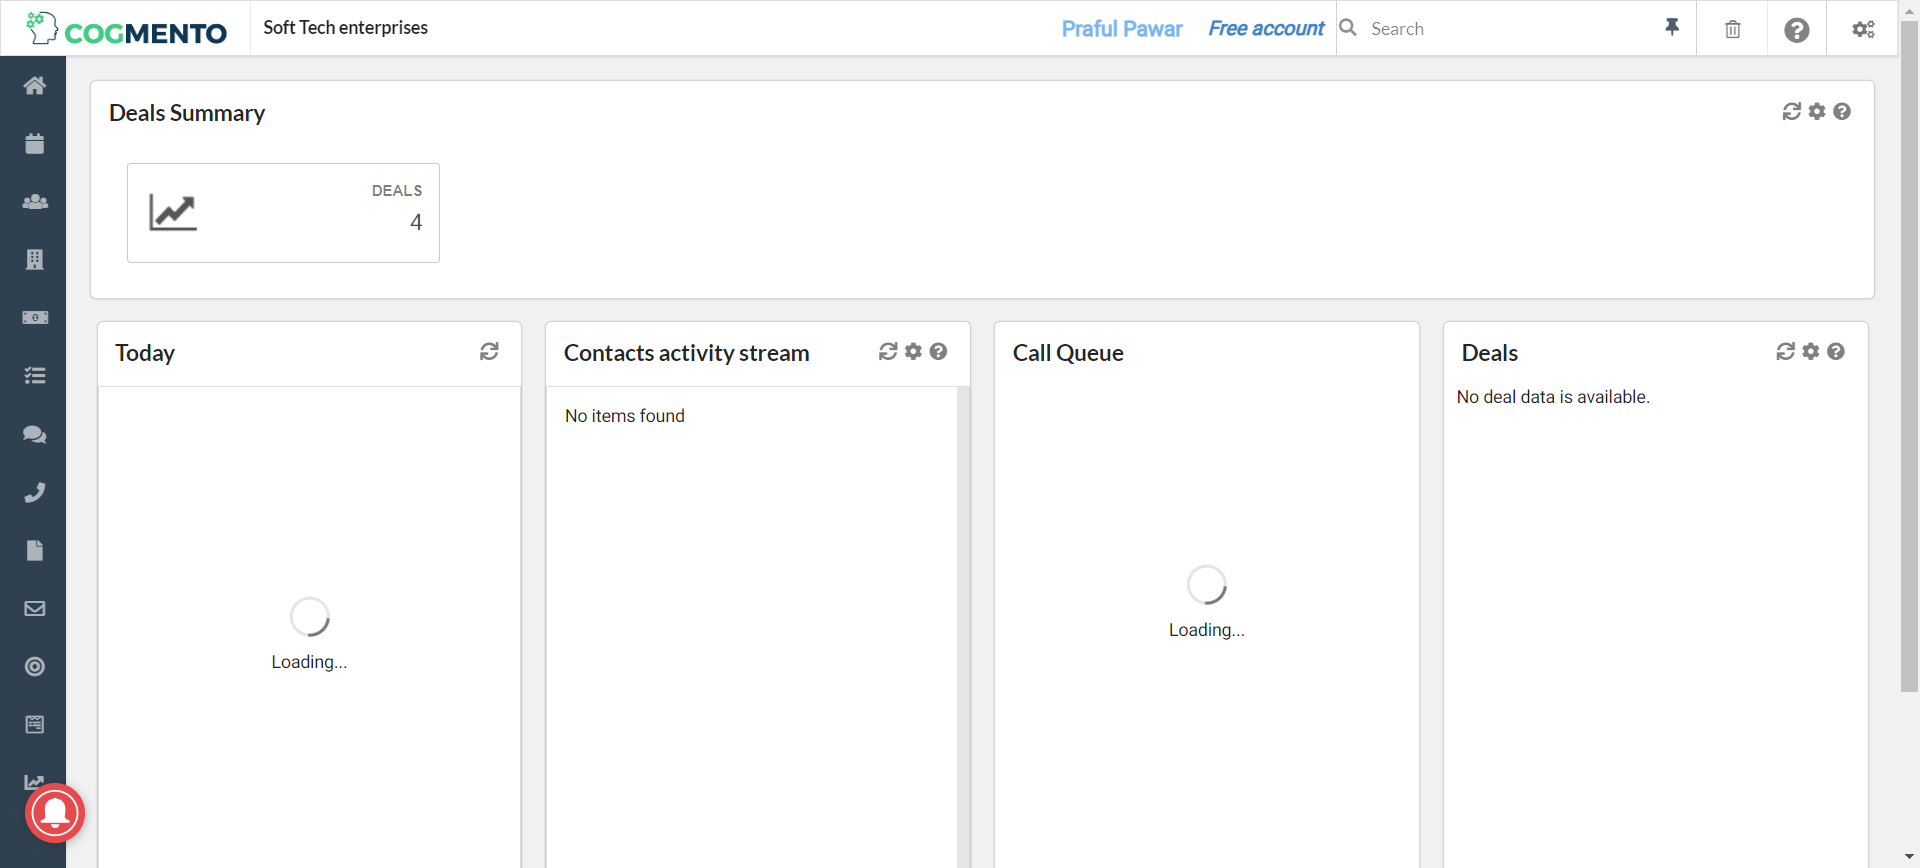 COGMENTO
Soft Tech enterprises
Praful Pawar
Free account
Search
Deals Summary
DEALS
4
Today
Loading...
Contacts activity stream
No items found
Call Queue
Loading...
Deals
No deal data is available.